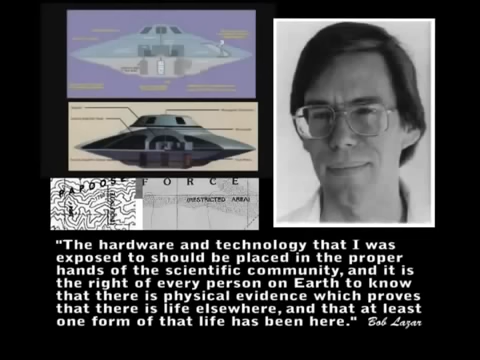 PAPOOSE
F O R C E
(RESTRICTED AREA)
"The hardware and technology that I was
exposed to should be placed in the proper
hands of the scientific community, and it is
the right of every person on Earth to know
that there is physical evidence which proves
that there is life elsewhere, and that at least
one form of that life has been here." Bob Lazar